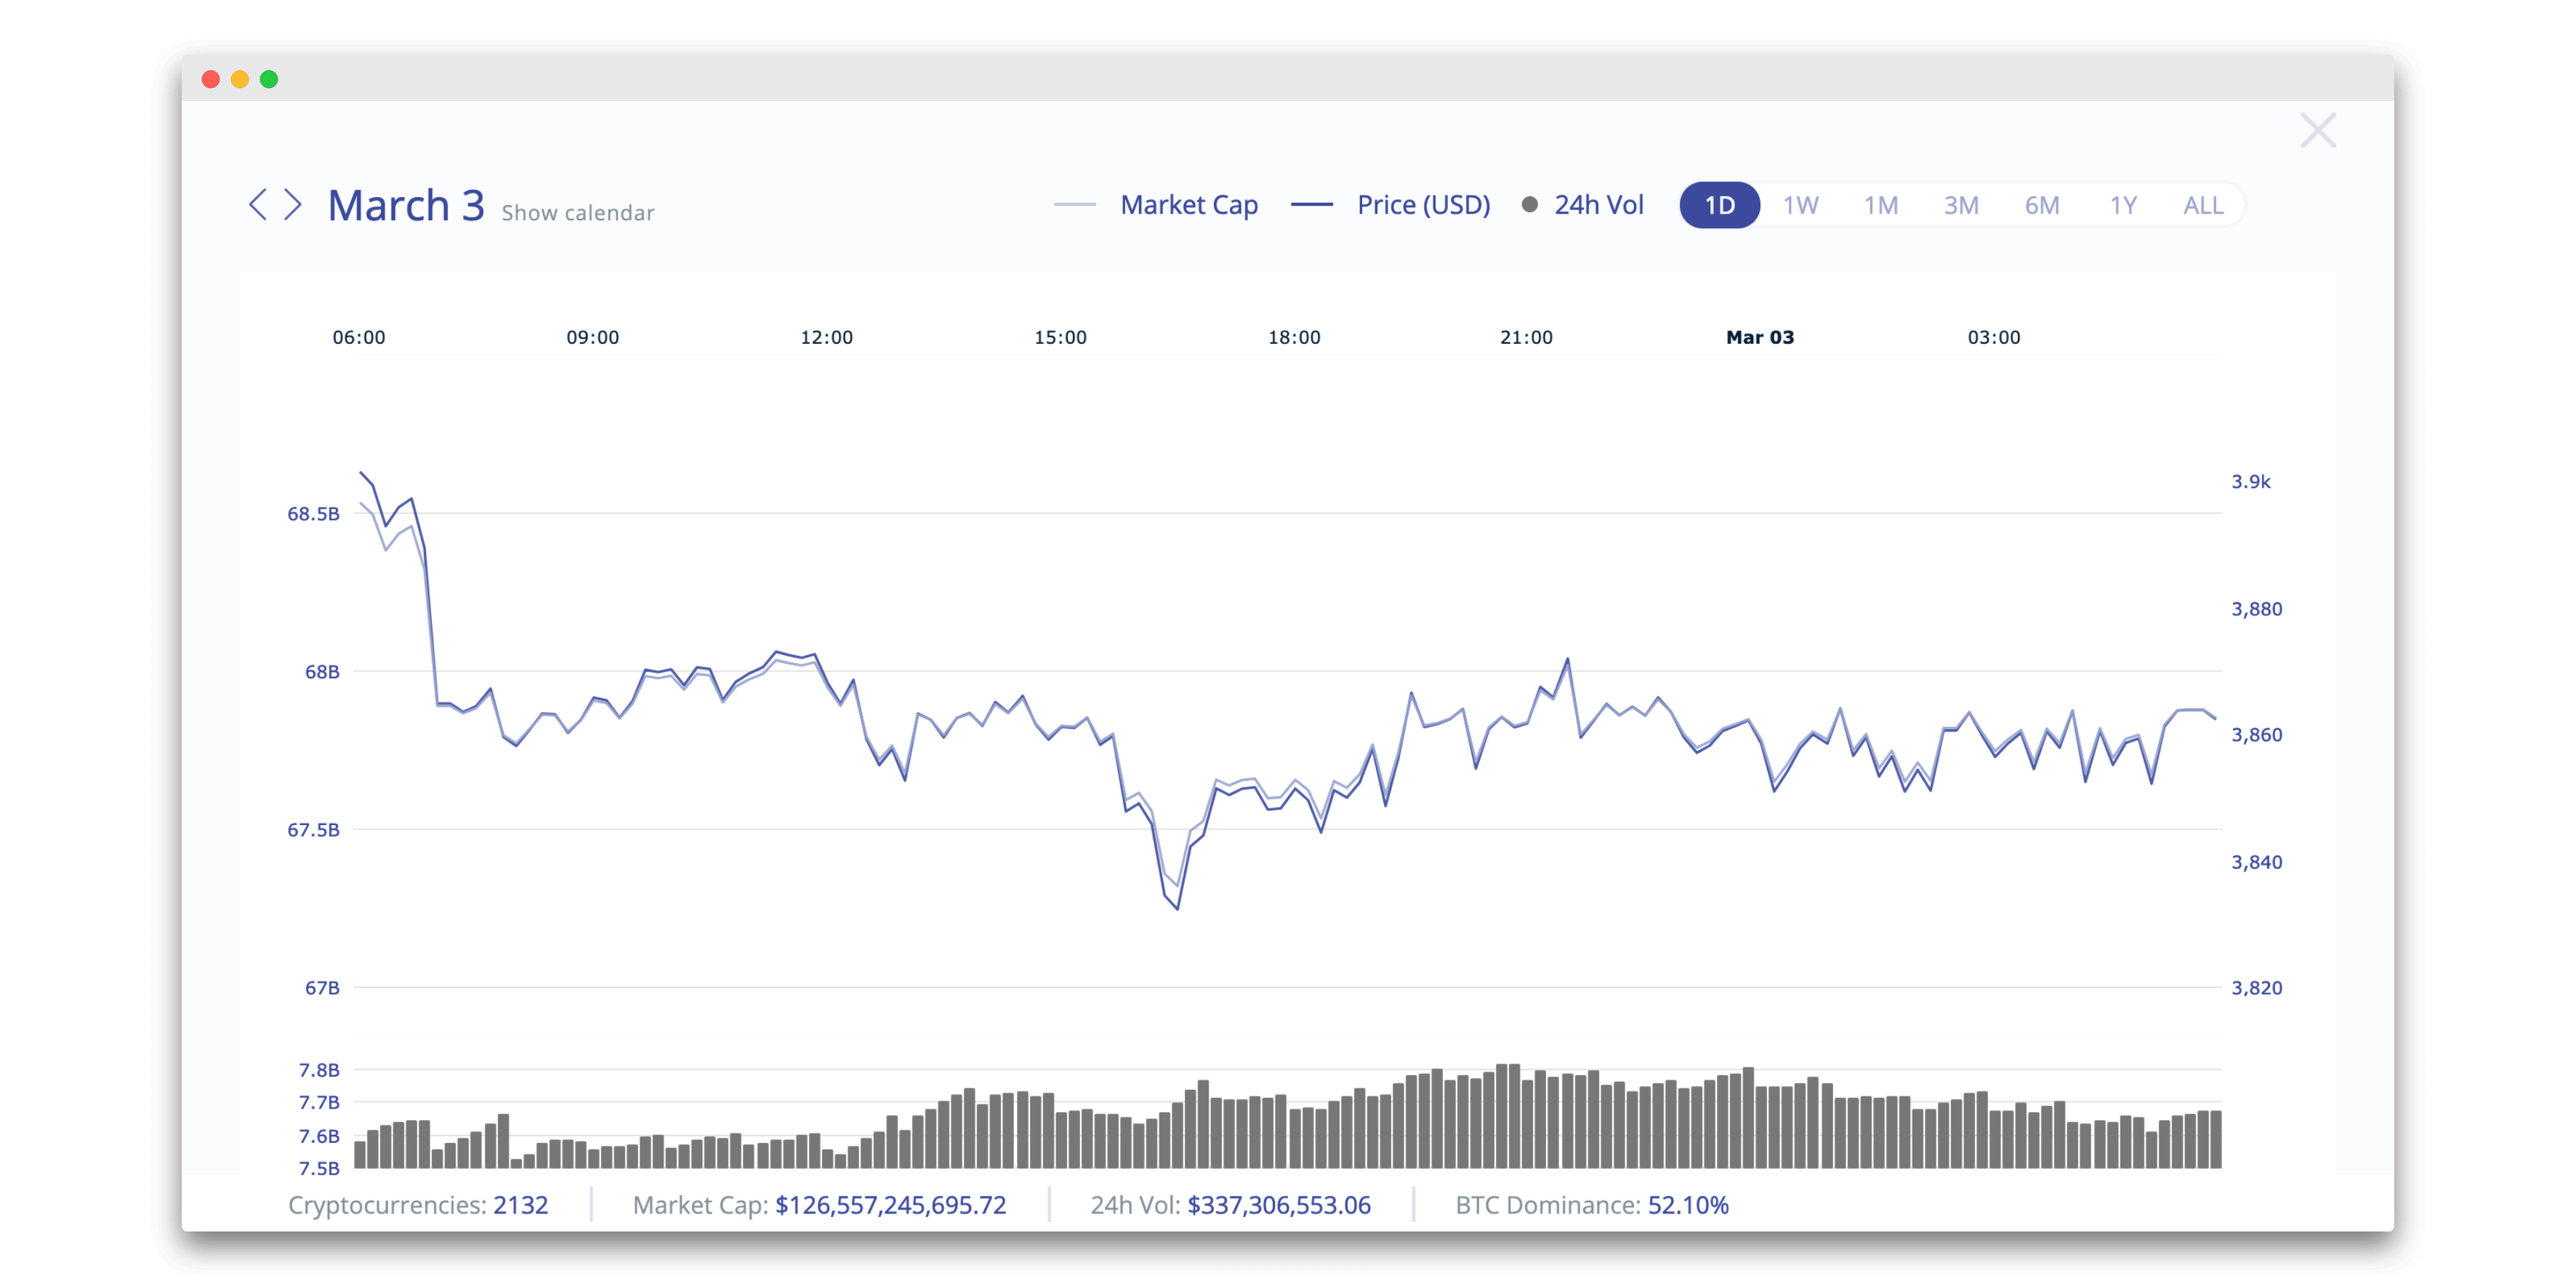 March 3 Show calendar
Market Cap Price (USD) 24h Vol 1D 1W 1M 3M 6M 1Y ALL
06:00 09:00 12:00 15:00 18:00 21:00 Mar 03 03:00
3.9k
68.5B
3,880
68B
3,860
67.5B
3,840
67B 3,820
7.8B
7.7B
7.6B
7.5B
Cryptocurrencies: 2132 Market Cap: $126,557,245,695.72 24h Vol: $337,306,553.06 BTC Dominance: 52.10%